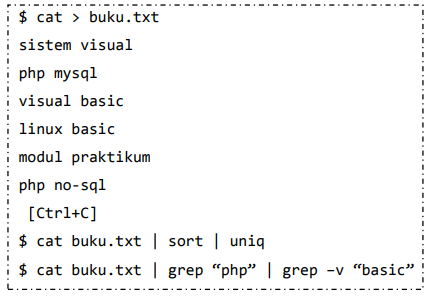 $ cat > buku.txt
sistem visual
php mysql
visual basic
linux basic
modul praktikum
php no-sql
[Ctrl+C]
$ cat buku.txt | sort | uniq
$ cat buku.txt | grep “php” | grep –v “basic”